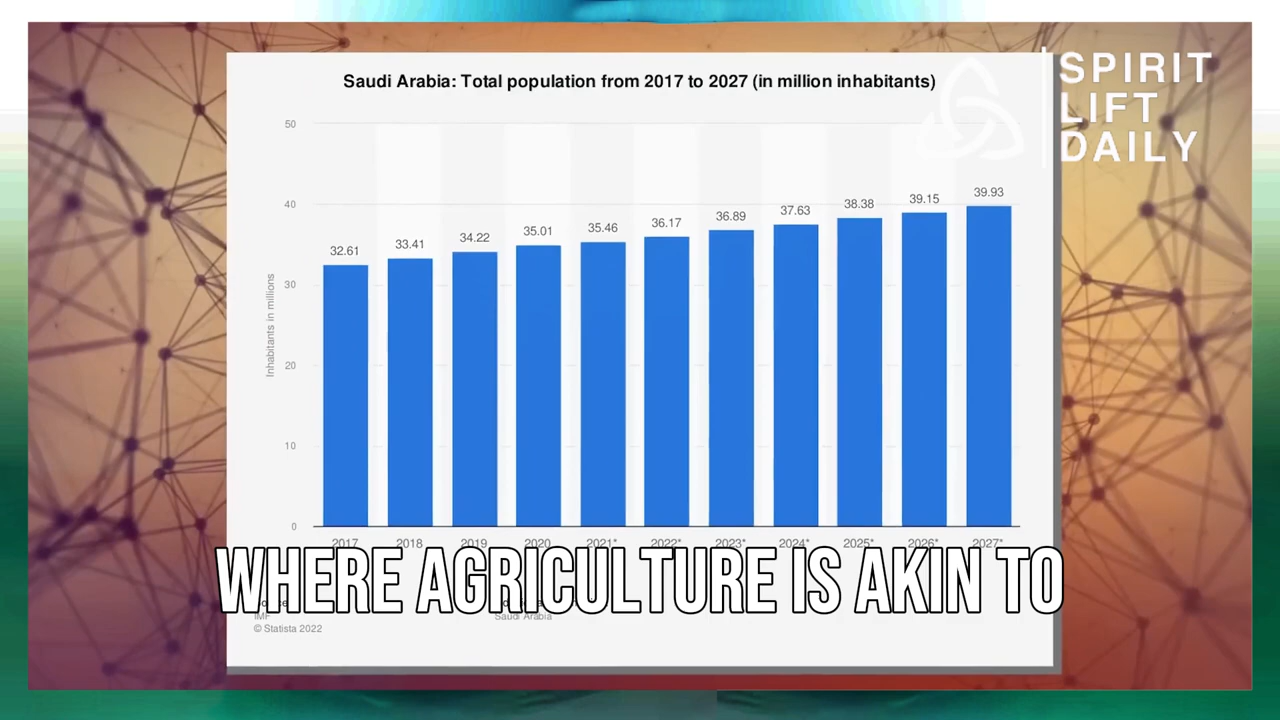 Saudi Arabia: Total population from 2017 to 2027 (in million inhabitants)
SPIRIT
LIFT
DAILY
50
40
30
20
10
0
Inhabitants in millions
32.61
33.41
34.22
35.01
35.46
36.17
36.89
37.63
38.38
39.15
39.93
2017 2018 2019 2020 2021* 2022* 2023* 2024* 2025* 2026* 2027*
WHERE AGRICULTURE IS AKIN TO
IMF
Saudi Arabia
© Statista 2022